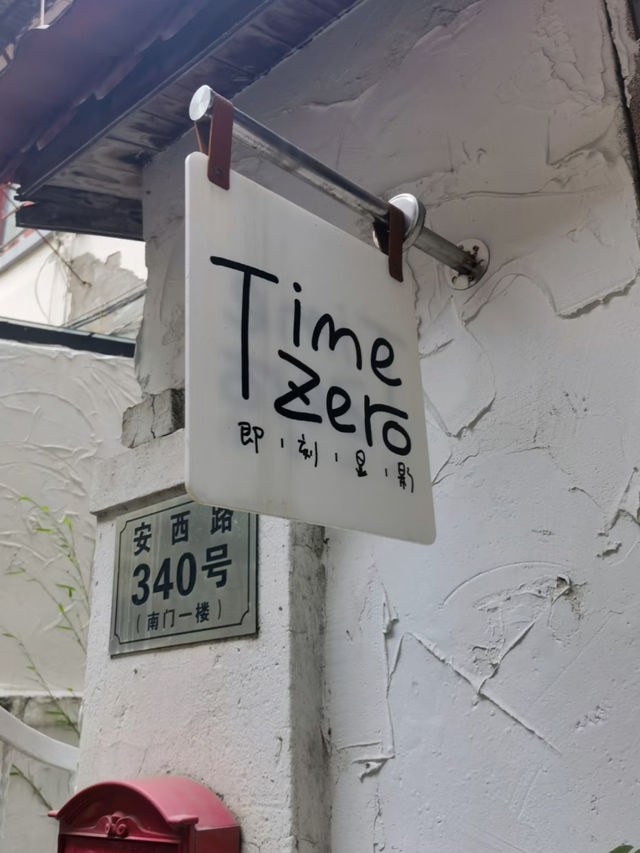 Time
zero
即 · 刻 · 显 · 影
安西路
340号
(南门一楼)